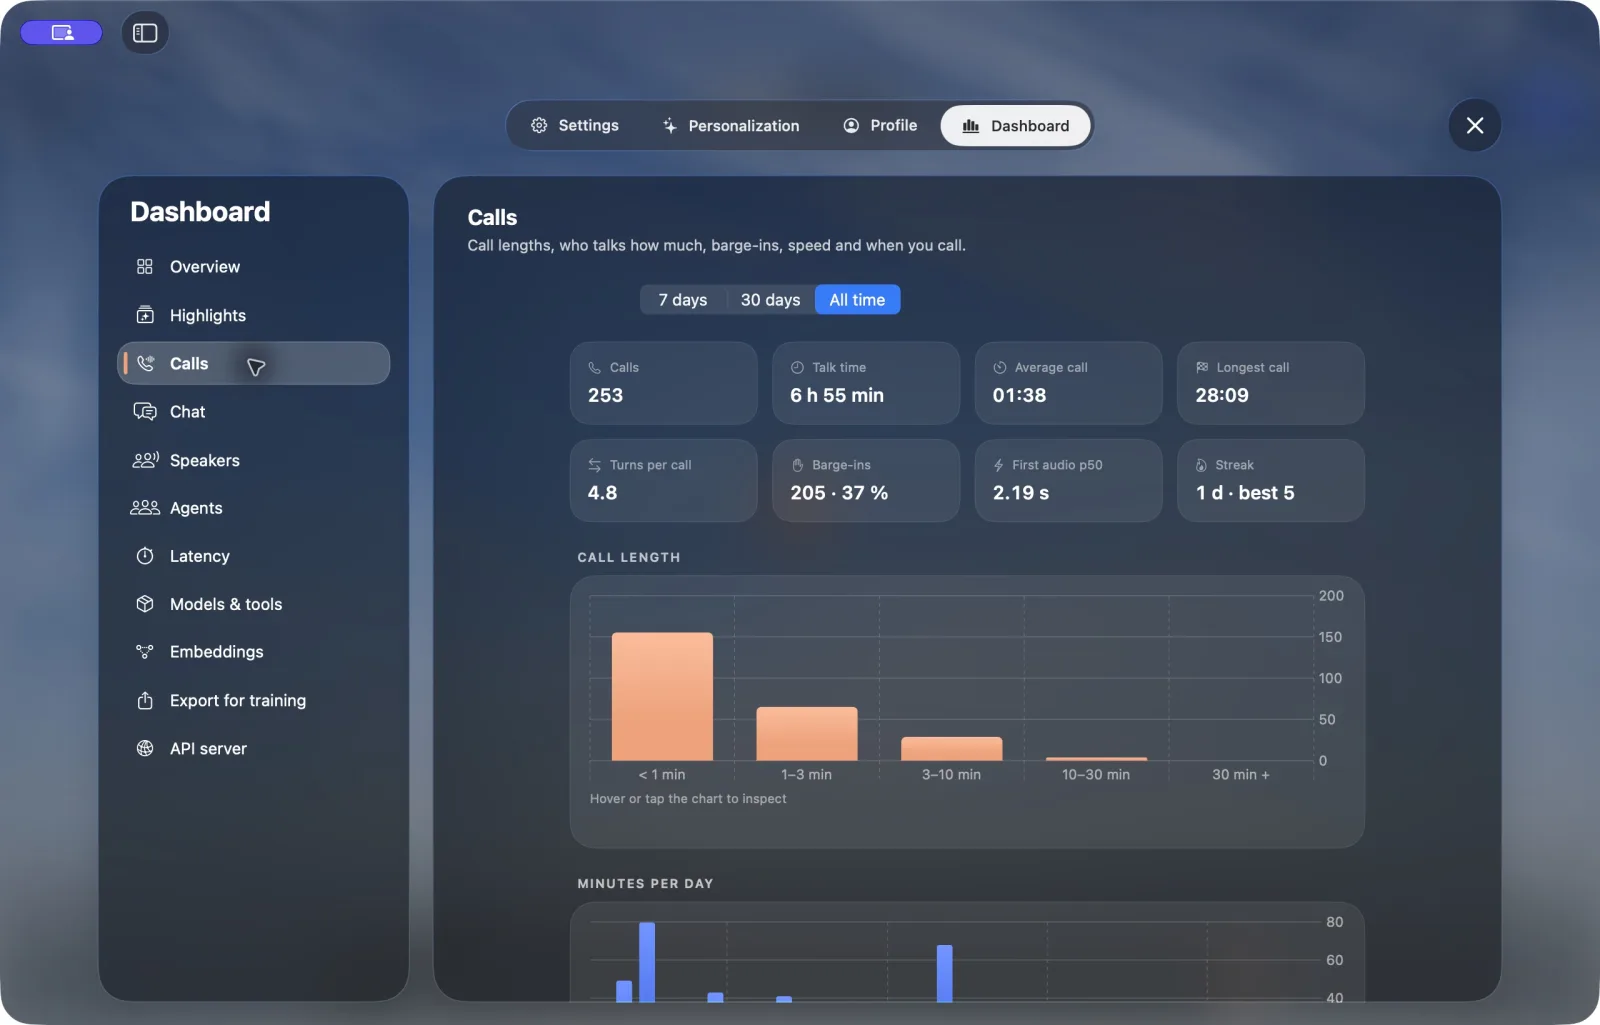 Settings
Personalization
Profile
Dashboard
Dashboard
Overview
Highlights
Calls
Chat
Speakers
Agents
Latency
Models & tools
Embeddings
Export for training
API server
Calls
Call lengths, who talks how much, barge-ins, speed and when you call.
7 days
30 days
All time
Calls
253
Talk time
6 h 55 min
Average call
01:38
Longest call
28:09
Turns per call
4.8
Barge-ins
205 · 37 %
First audio p50
2.19 s
Streak
1 d · best 5
CALL LENGTH
200
150
100
50
0
< 1 min
1–3 min
3–10 min
10–30 min
30 min +
Hover or tap the chart to inspect
MINUTES PER DAY
80
60
40